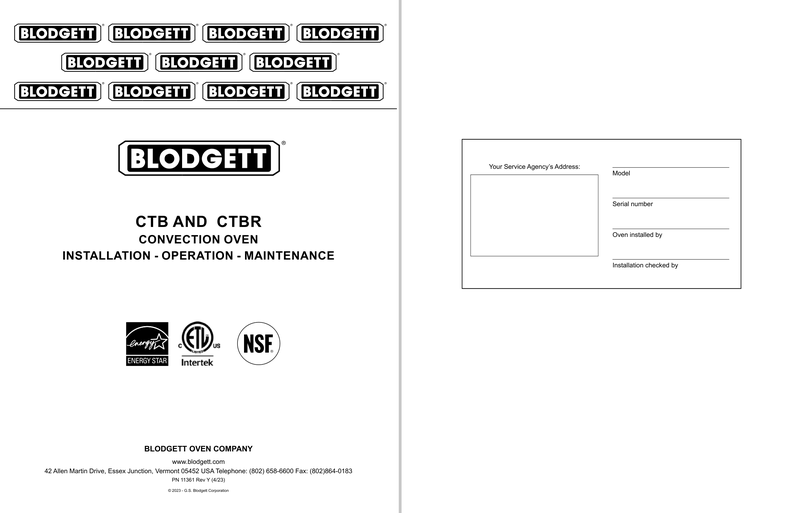 BLODGETT® BLODGETT® BLODGETT® BLODGETT®
BLODGETT® BLODGETT® BLODGETT®
BLODGETT® BLODGETT® BLODGETT® BLODGETT®
BLODGETT®
CTB AND CTBR
CONVECTION OVEN
INSTALLATION - OPERATION - MAINTENANCE
energy
ENERGY STAR
C ETL US
Intertek
NSF®
BLODGETT OVEN COMPANY
www.blodgett.com
42 Allen Martin Drive, Essex Junction, Vermont 05452 USA Telephone: (802) 658-6600 Fax: (802)864-0183
PN 11361 Rev Y (4/23)
© 2023 - G.S. Blodgett Corporation
Your Service Agency's Address:
Model
Serial number
Oven installed by
Installation checked by